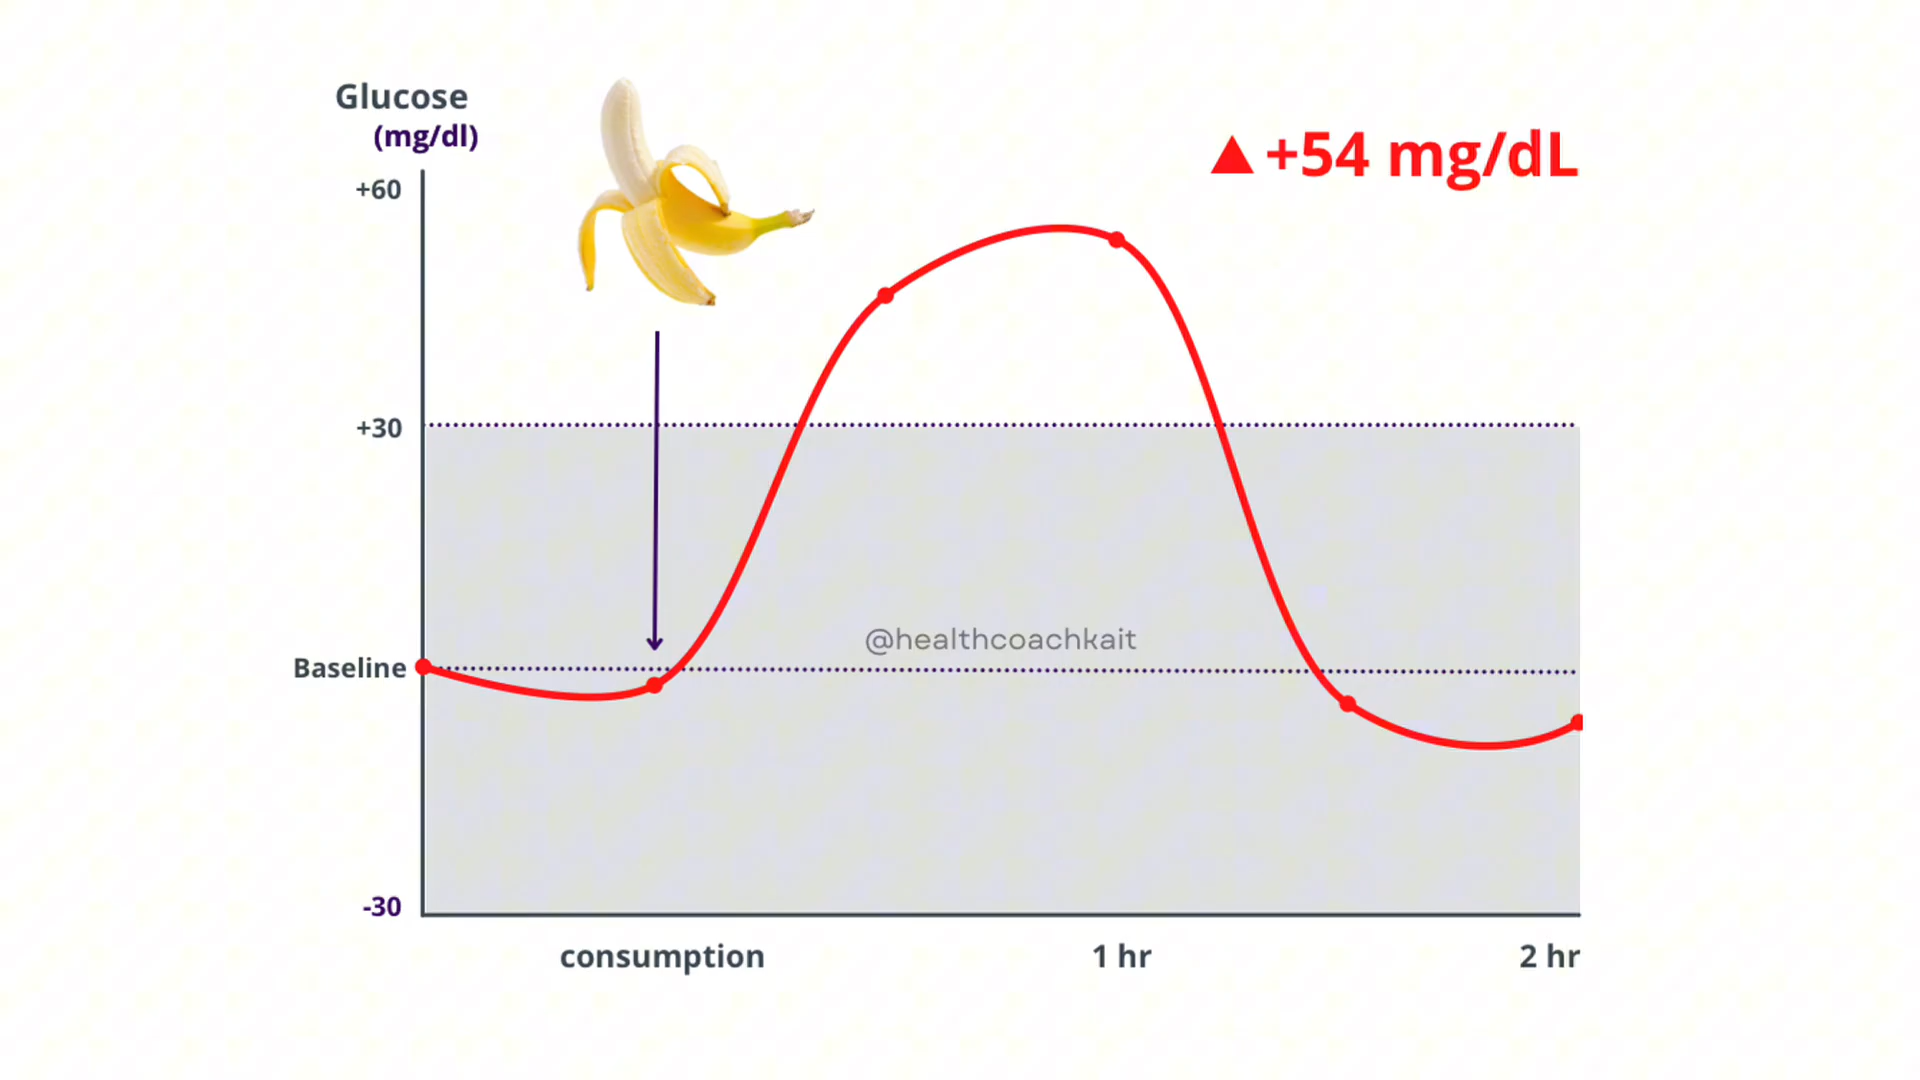 Glucose
(mg/dl)
▲ +54 mg/dL
+60
+30
@healthcoachkait
Baseline
-30
consumption
1 hr
2 hr